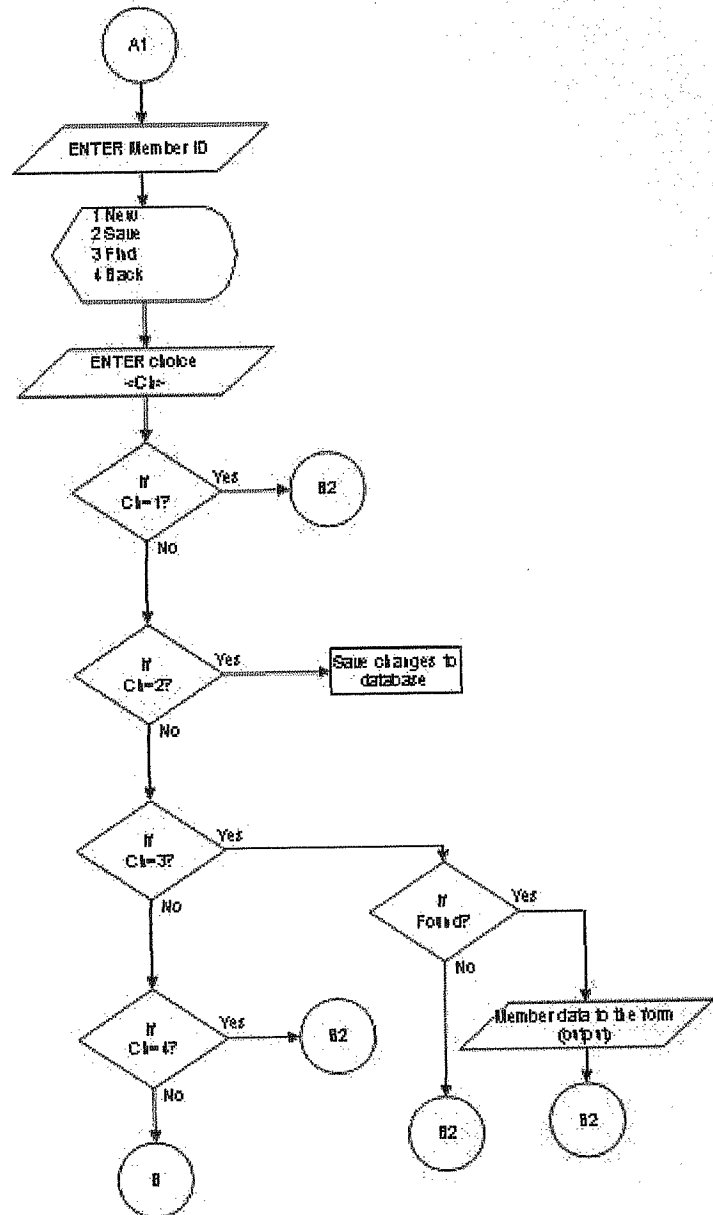 A1
ENTER Member ID
1 New
2 Save
3 Find
4 Back
ENTER choice
<Ch>
If
Ch=1?
Yes
B2
No
If
Ch=2?
Yes
Save changes to
database
No
If
Ch=3?
Yes
No
If
Found?
Yes
No
Member data to the form
(output)
If
Ch=4?
Yes
B2
No
B2
B2
B